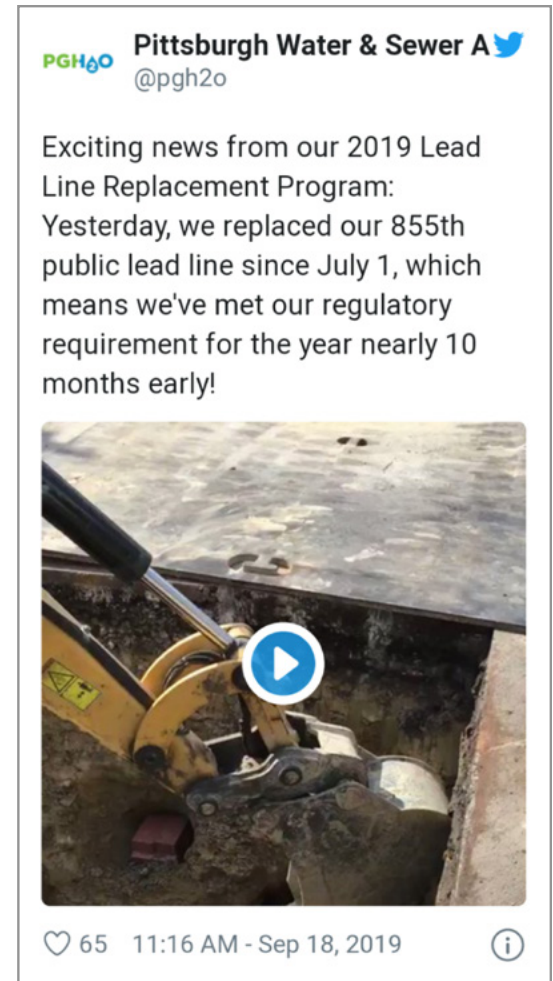 PGH2O
Pittsburgh Water & Sewer A
@pgh2o
Exciting news from our 2019 Lead
Line Replacement Program:
Yesterday, we replaced our 855th
public lead line since July 1, which
means we've met our regulatory
requirement for the year nearly 10
months early!
65
11:16 AM - Sep 18, 2019